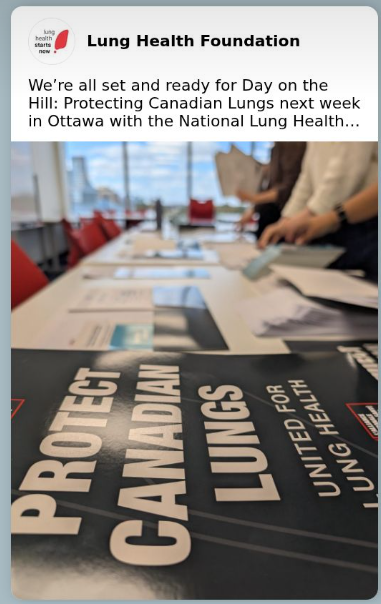 lung
health
starts
now
Lung Health Foundation
We’re all set and ready for Day on the
Hill: Protecting Canadian Lungs next week
in Ottawa with the National Lung Health...
PROTECT
CANADIAN
LUNGS
UNITED FOR
LUNG HEALTH